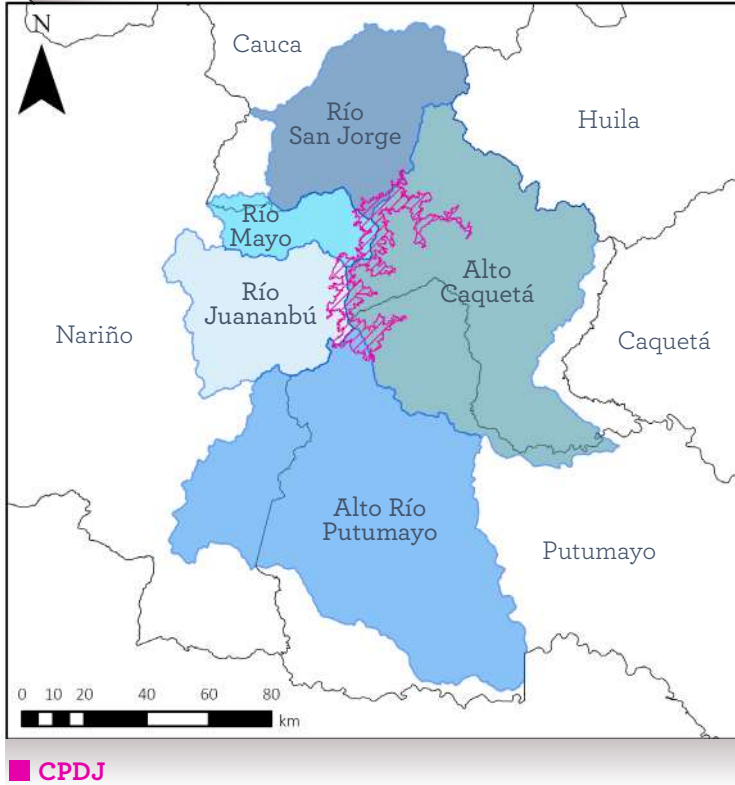 N
Cauca
Huila
Río
San Jorge
Río
Mayo
Alto
Caquetá
Río
Juananbú
Nariño
Caquetá
Alto Río
Putumayo
Putumayo
0 10 20 40 60 80
km
CPDJ